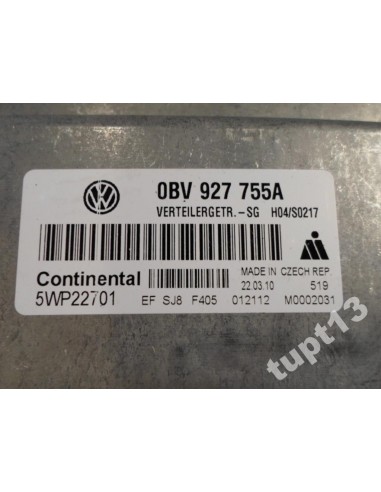 0BV 927 755A
VERTEILERGETR.-SG H04/S0217
Continental
MADE IN CZECH REP
5WP22701
22.03.10 519
EF SJ8 F405 012112 M0002031
tupt13